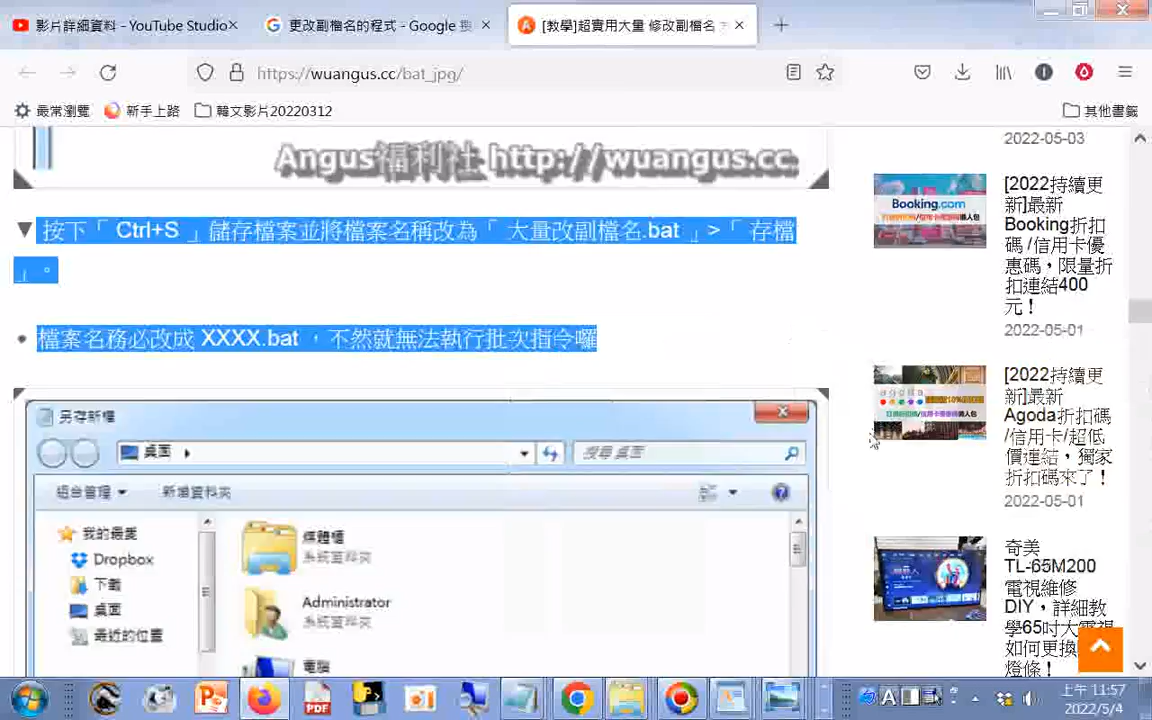 影片詳細資料 - YouTube Studio
更改副檔名的程式 - Google 搜
[教學]超實用大量 修改副檔名
https://wuangus.cc/bat_jpg/
最常瀏覽
新手上路
韓文影片20220312
其他書籤
Angus福利社 http://wuangus.cc
▼ 按下「 Ctrl+S 」儲存檔案並將檔案名稱改為「 大量改副檔名.bat 」>「 存檔
」。
• 檔案名務必改成 XXXX.bat ，不然就無法執行批次指令囉
另存新檔
桌面
搜尋 桌面
組合管理
新增資料夾
我的最愛
Dropbox
下載
桌面
最近的位置
媒體櫃
系統資料夾
Administrator
系統資料夾
電腦
2022-05-03
Booking.com
[2022持續更
新]最新
Booking折扣
碼 /信用卡優
惠碼，限量折
扣連結400
元！
2022-05-01
[2022持續更
新]最新
Agoda折扣碼
/信用卡/超低
價連結，獨家
折扣碼來了！
2022-05-01
奇美
TL-65M200
電視維修
DIY，詳細教
學65吋大電視
如何更換
燈條！
上午 11:57
2022/5/4